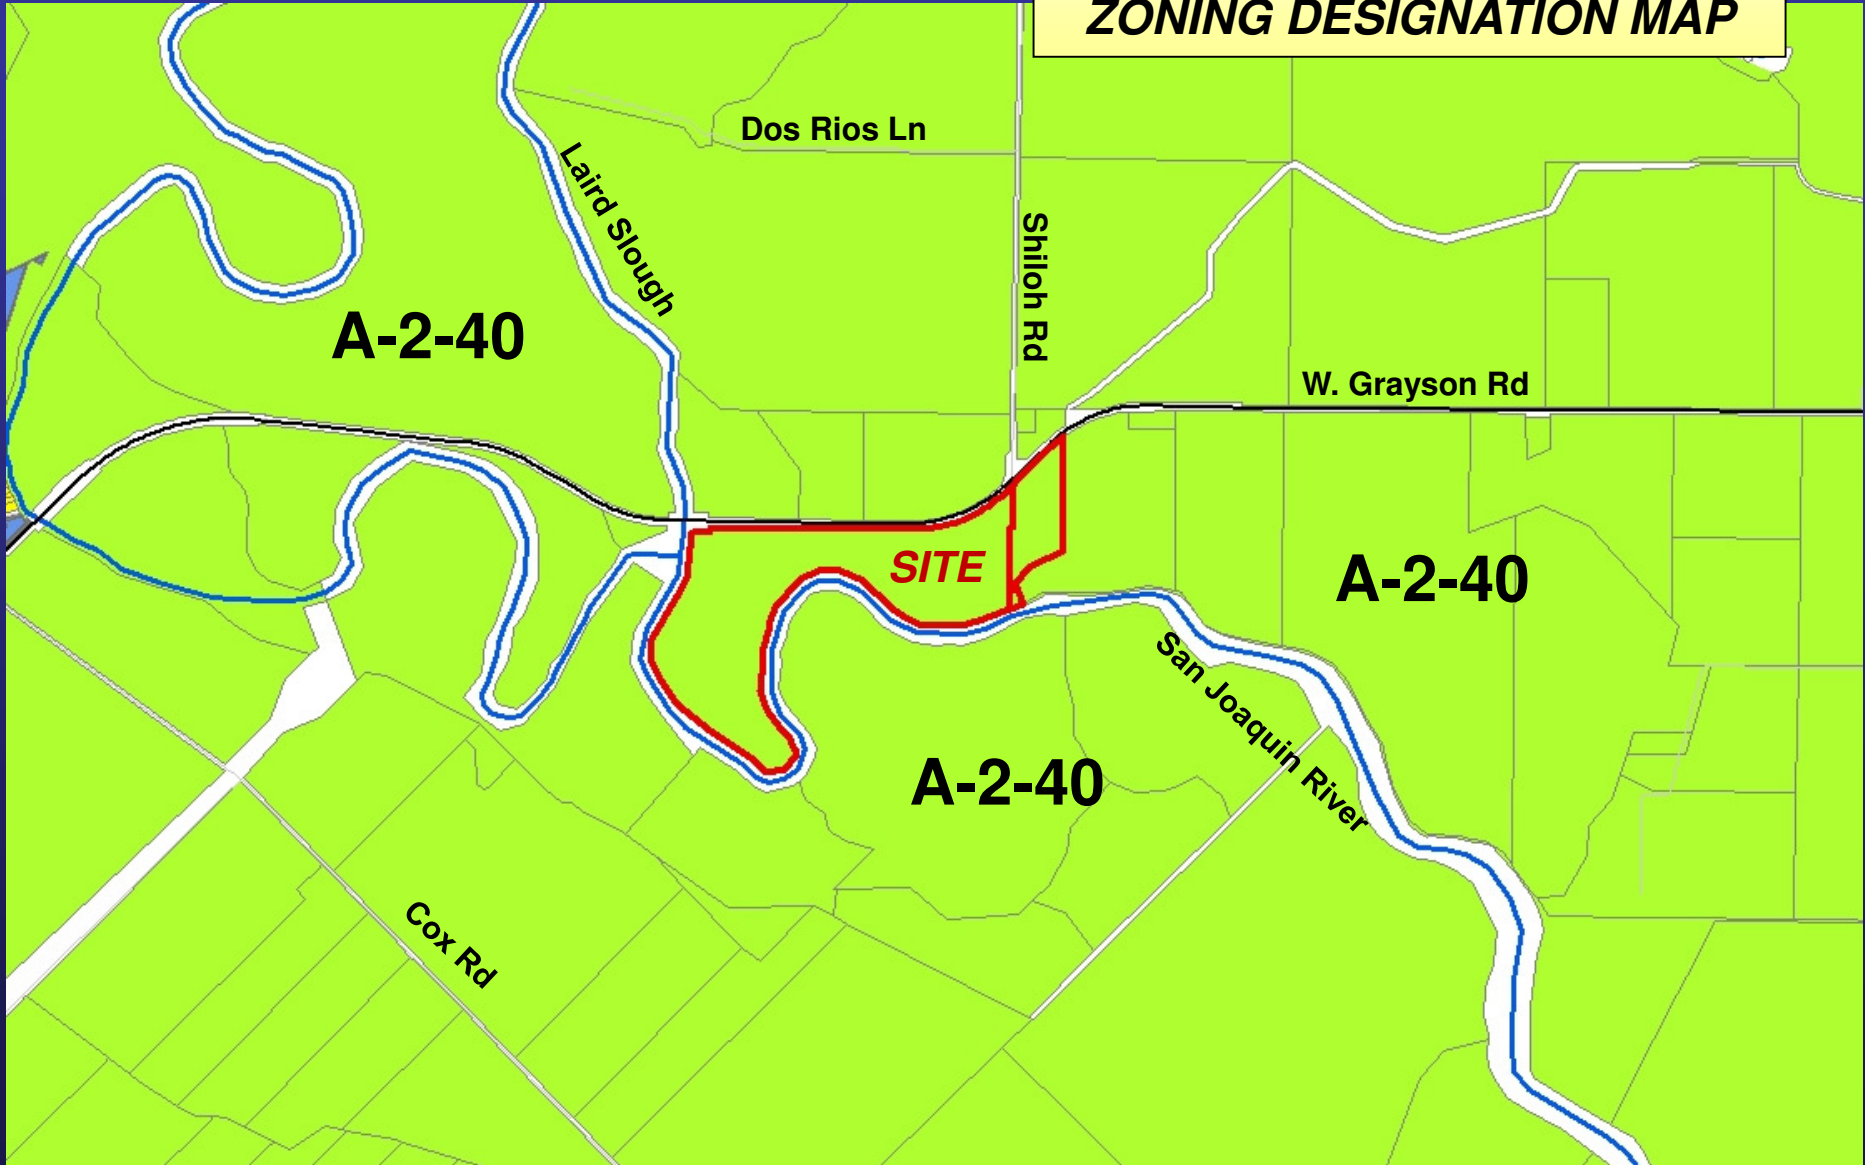 ZONING DESIGNATION MAP
Dos Rios Ln
Laird Slough
Shiloh Rd
A-2-40
W. Grayson Rd
SITE
A-2-40
San Joaquin River
A-2-40
Cox Rd